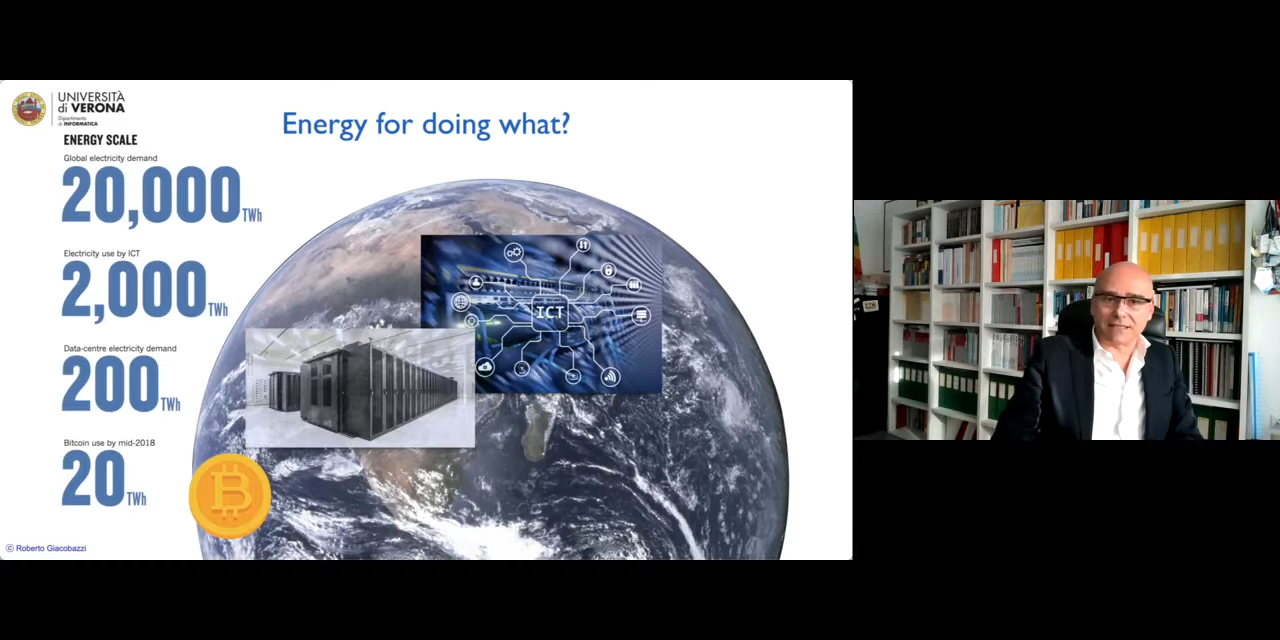 UNIVERSITÀ
di VERONA
Dipartimento
di INFORMATICA
Energy for doing what?
ENERGY SCALE
Global electricity demand
20,000 TWh
Electricity use by ICT
2,000 TWh
Data-centre electricity demand
200 TWh
Bitcoin use by mid-2018
20 TWh
ICT
© Roberto Giacobazzi